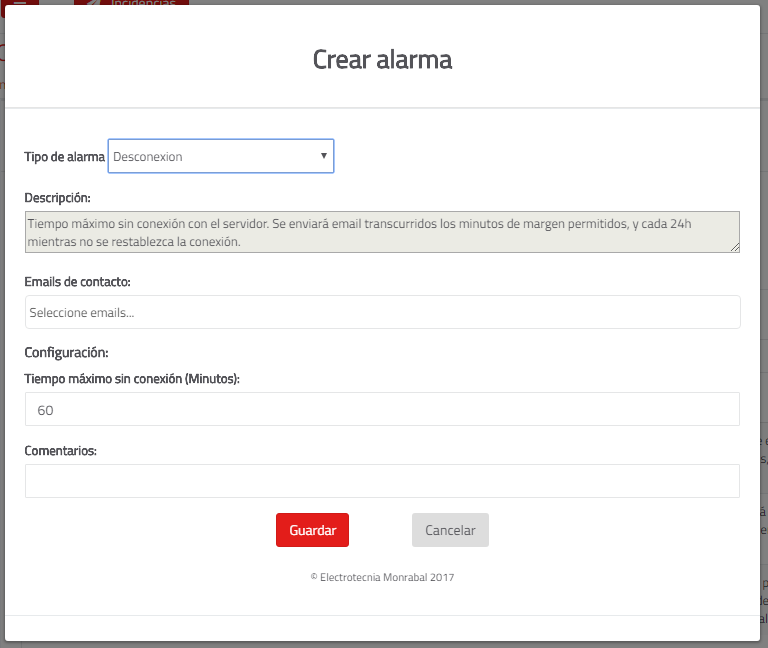 Incidencias
Crear alarma
Tipo de alarma Desconexion
Descripción:
Tiempo máximo sin conexión con el servidor. Se enviará email transcurridos los minutos de margen permitidos, y cada 24h
mientras no se restablezca la conexión.
Emails de contacto:
Seleccione emails...
Configuración:
Tiempo máximo sin conexión (Minutos):
60
Comentarios:
Guardar Cancelar
© Electrotecnia Monrabal 2017